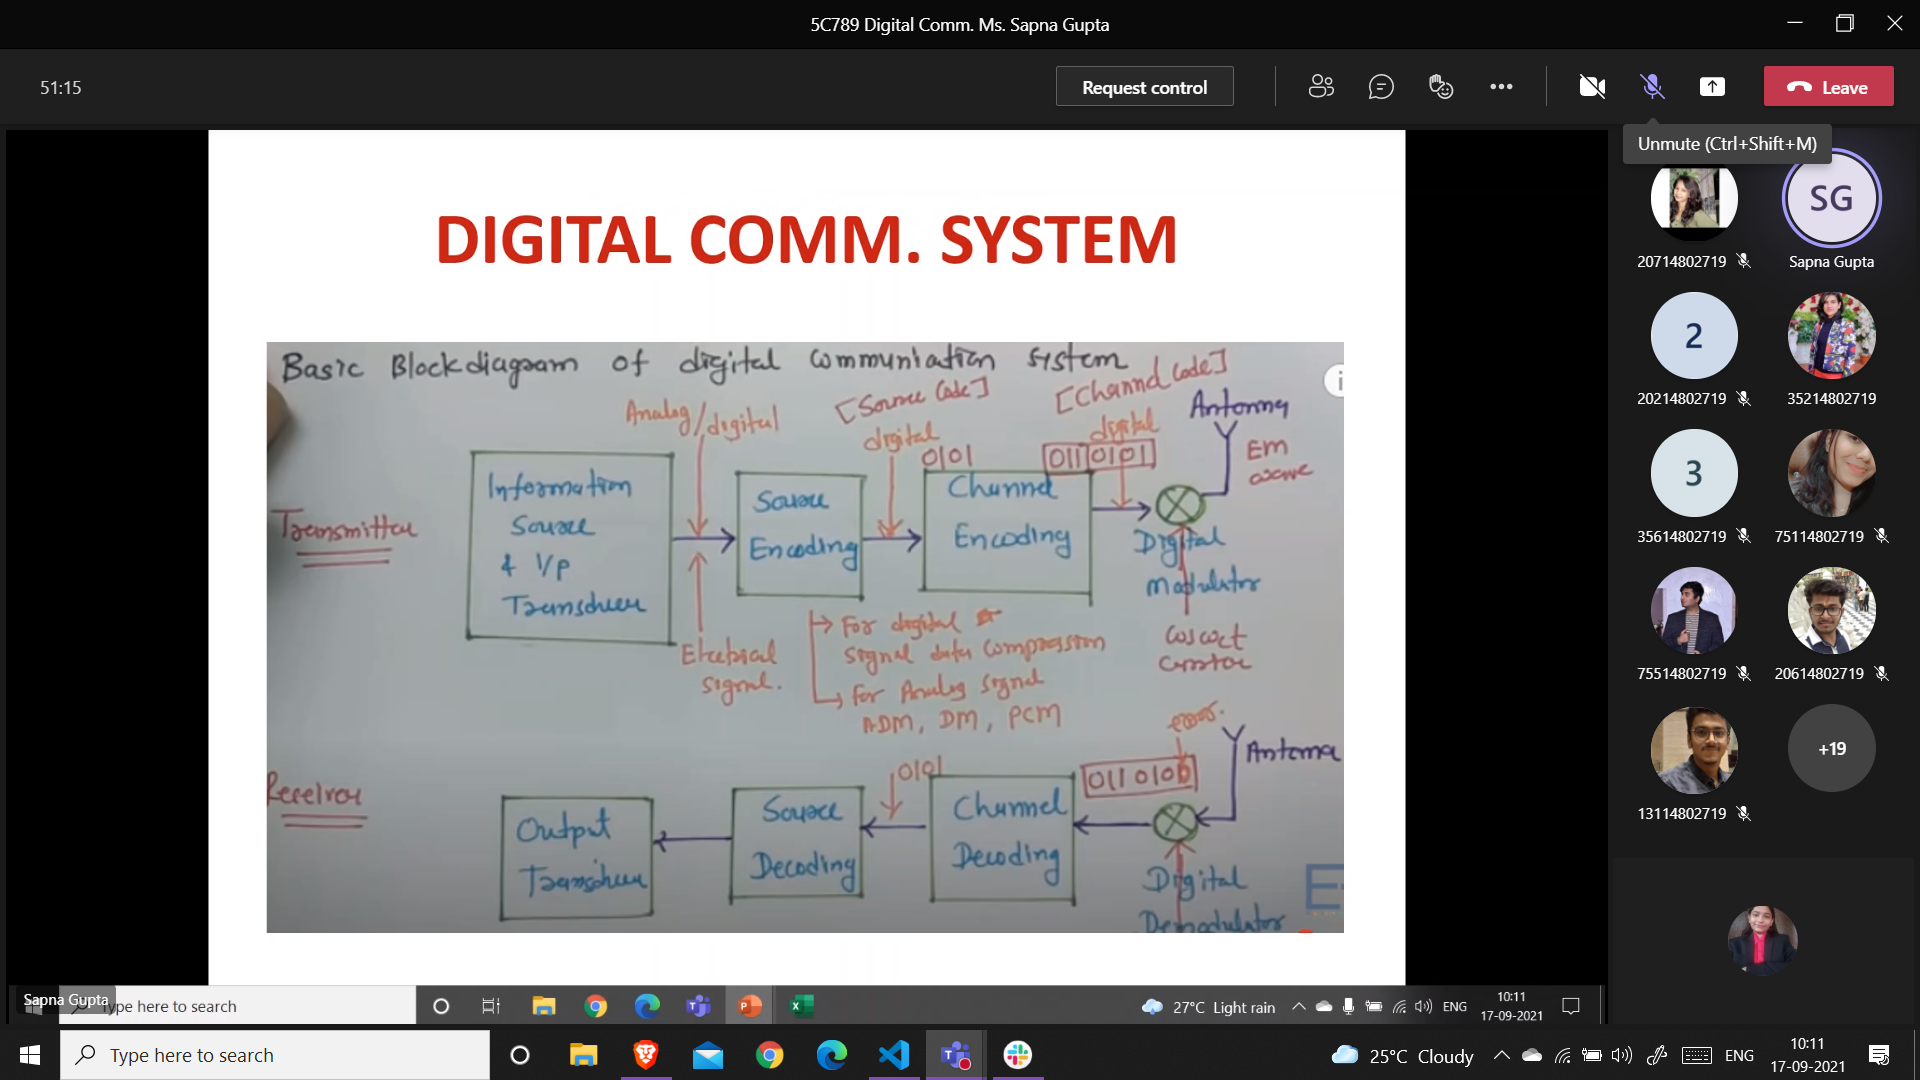 5C789 Digital Comm. Ms. Sapna Gupta
51:15
Request control
Leave
Unmute (Ctrl+Shift+M)
DIGITAL COMM. SYSTEM
Basic Block diagram of digital Communiation System
Analog/digital
[Source Code]
digital
0101
[Channel Code]
digital
011 0101
Antenna
Em
wave
Transmitter
Information
Source
& I/P
Transducer
Source
Encoding
Channel
Encoding
Digital
Modulator
Electrical
signal.
For digital
signal data Compression
For Analog signal
ADM, DM, PCM
error.
Antenna
Receiver
Output
Transducer
Source
Decoding
0101
Channel
Decoding
011 0100
Digital
Demodulator
SG
20714802719
Sapna Gupta
2
20214802719
35214802719
3
35614802719
75114802719
75514802719
20614802719
+19
13114802719
Sapna Gupta
ype here to search
27°C Light rain
ENG
10:11
17-09-2021
Type here to search
25°C Cloudy
ENG
10:11
17-09-2021